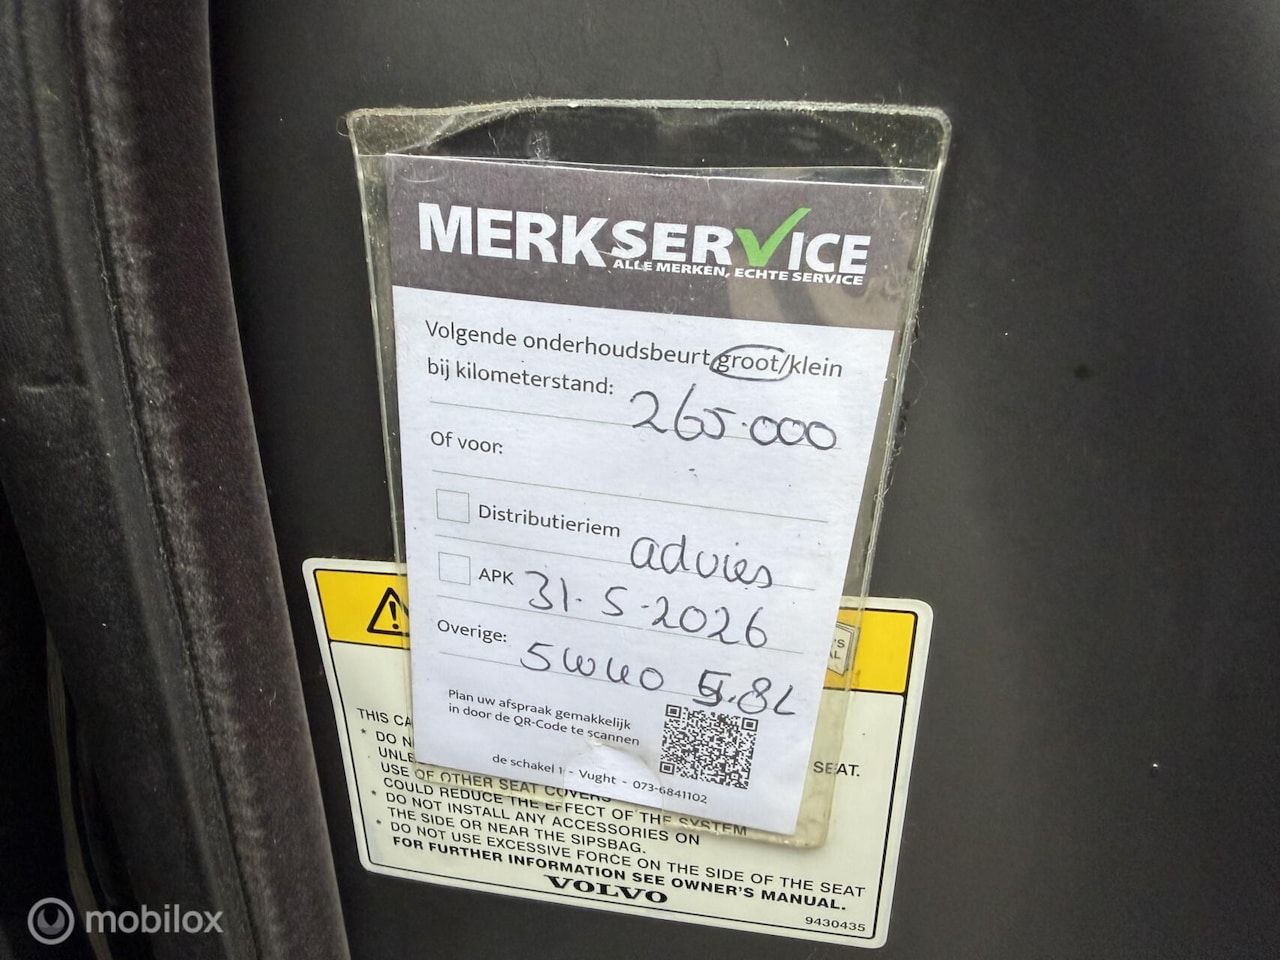 MERKSERVICE
ALLE MERKEN, ECHTE SERVICE
Volgende onderhoudsbeurt groot/klein
bij kilometerstand: 265.000
Of voor:
Distributieriem advies
APK 31-5-2026
Overige: 5W40 5.8L
Plan uw afspraak gemakkelijk
in door de QR-Code te scannen
de schakel 1 - Vught - 073-6841102
THIS CA
SEAT.
* DO N
UNLE
USE OF OTHER SEAT COVERS
COULD REDUCE THE EFFECT OF THE SYSTEM
* DO NOT INSTALL ANY ACCESSORIES ON
THE SIDE OR NEAR THE SIPSBAG.
* DO NOT USE EXCESSIVE FORCE ON THE SIDE OF THE SEAT
FOR FURTHER INFORMATION SEE OWNER'S MANUAL.
VOLVO
9430435
mobilox